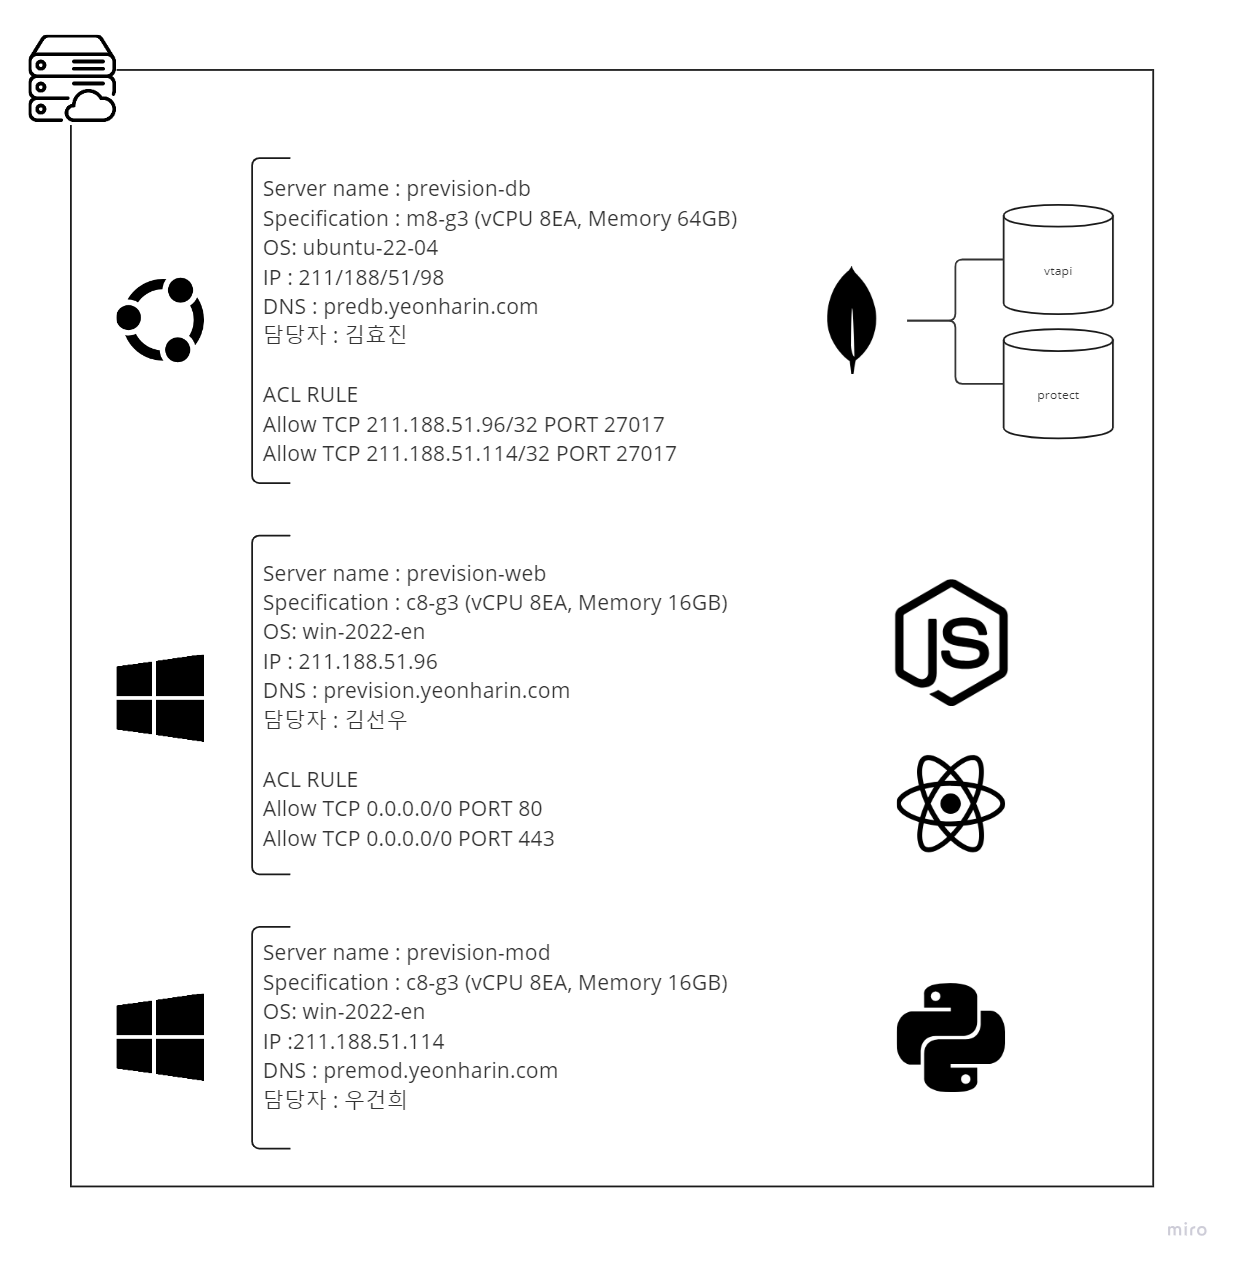 Server name : prevision-db
Specification : m8-g3 (vCPU 8EA, Memory 64GB)
OS: ubuntu-22-04
IP : 211/188/51/98
DNS : predb.yeonharin.com
담당자 : 김효진
ACL RULE
Allow TCP 211.188.51.96/32 PORT 27017
Allow TCP 211.188.51.114/32 PORT 27017
vtapi
protect
Server name : prevision-web
Specification : c8-g3 (vCPU 8EA, Memory 16GB)
OS: win-2022-en
IP : 211.188.51.96
DNS : prevision.yeonharin.com
담당자 : 김선우
ACL RULE
Allow TCP 0.0.0.0/0 PORT 80
Allow TCP 0.0.0.0/0 PORT 443
JS
Server name : prevision-mod
Specification : c8-g3 (vCPU 8EA, Memory 16GB)
OS: win-2022-en
IP :211.188.51.114
DNS : premod.yeonharin.com
담당자 : 우건희
miro